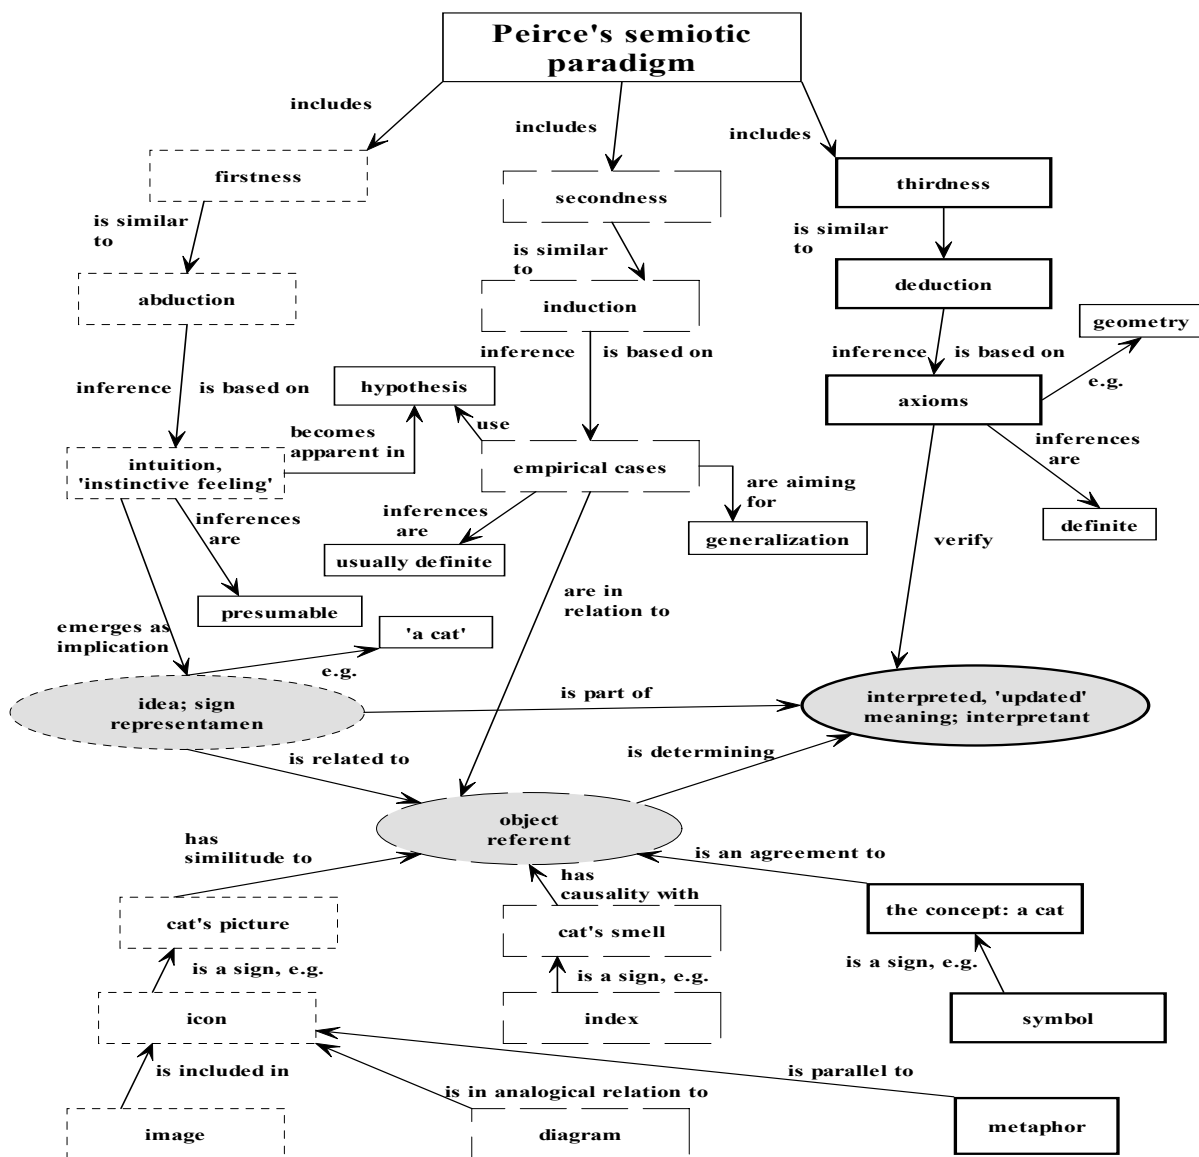 Peirce's semiotic
paradigm
includes
includes
includes
firstness
secondness
thirdness
is similar
to
is similar
to
is similar
to
abduction
induction
deduction
geometry
inference
is based on
inference
is based on
inference
is based on
e.g.
hypothesis
axioms
becomes
apparent in
use
inferences
are
intuition,
'instinctive feeling'
empirical cases
are aiming
for
inferences
are
inferences
are
definite
generalization
verify
usually definite
presumable
are in
relation to
emerges as
implication
'a cat'
e.g.
idea; sign
representamen
is part of
interpreted, 'updated'
meaning; interpretant
is related to
is determining
object
referent
has
similitude to
is an agreement to
has
causality with
cat's picture
cat's smell
the concept: a cat
is a sign, e.g.
is a sign, e.g.
is a sign, e.g.
icon
index
symbol
is included in
is in analogical relation to
is parallel to
image
diagram
metaphor